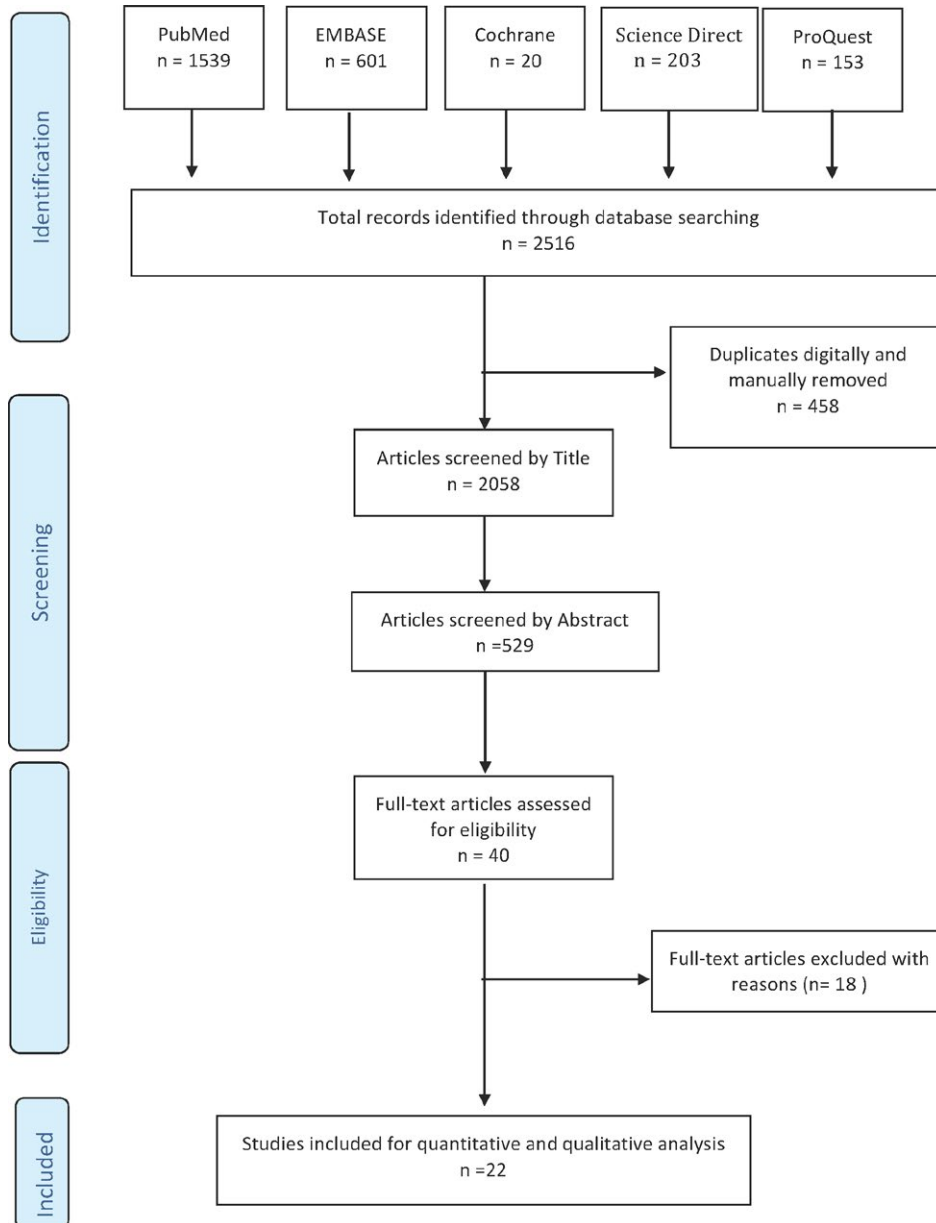 Identification
PubMed
n = 1539
EMBASE
n = 601
Cochrane
n = 20
Science Direct
n = 203
ProQuest
n = 153
Total records identified through database searching
n = 2516
Duplicates digitally and
manually removed
n = 458
Screening
Articles screened by Title
n = 2058
Articles screened by Abstract
n =529
Eligibility
Full-text articles assessed
for eligibility
n = 40
Full-text articles excluded with
reasons (n= 18 )
Included
Studies included for quantitative and qualitative analysis
n =22